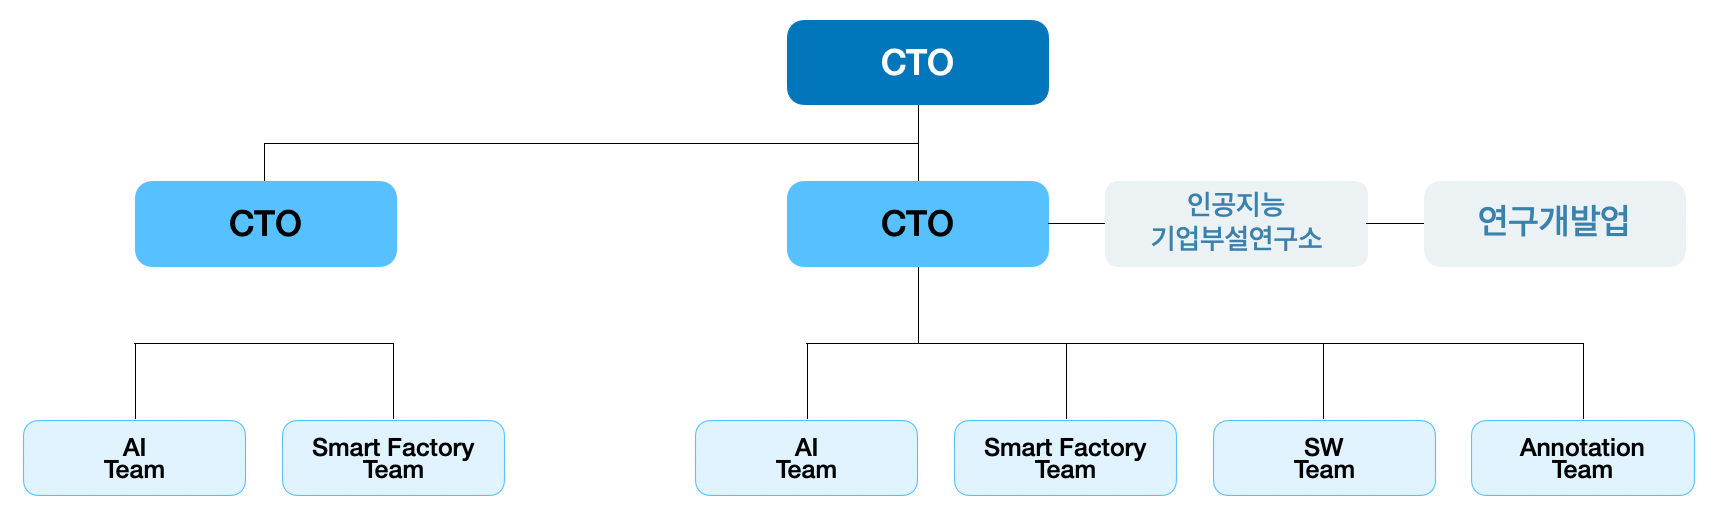 CTO
CTO
CTO
인공지능
기업부설연구소
연구개발업
AI
Team
Smart Factory
Team
AI
Team
Smart Factory
Team
SW
Team
Annotation
Team